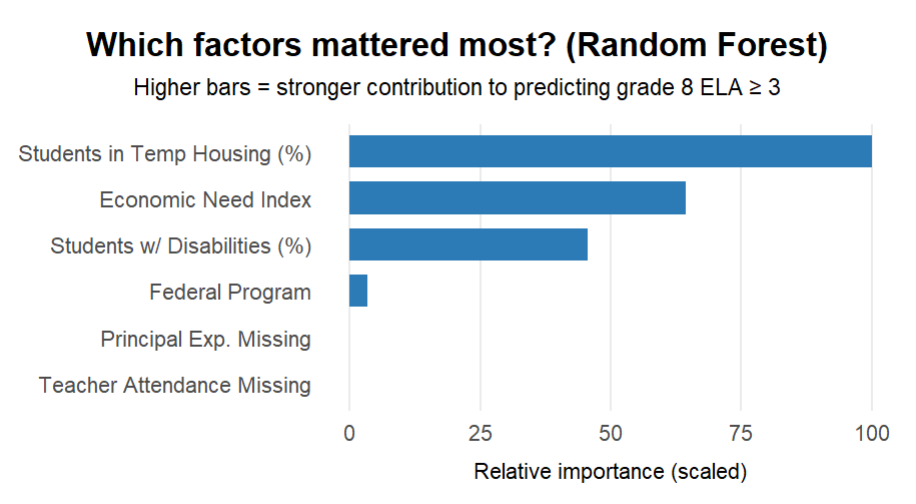 Which factors mattered most? (Random Forest)
Higher bars = stronger contribution to predicting grade 8 ELA ≥ 3
Students in Temp Housing (%)
Economic Need Index
Students w/ Disabilities (%)
Federal Program
Principal Exp. Missing
Teacher Attendance Missing
0 25 50 75 100
Relative importance (scaled)